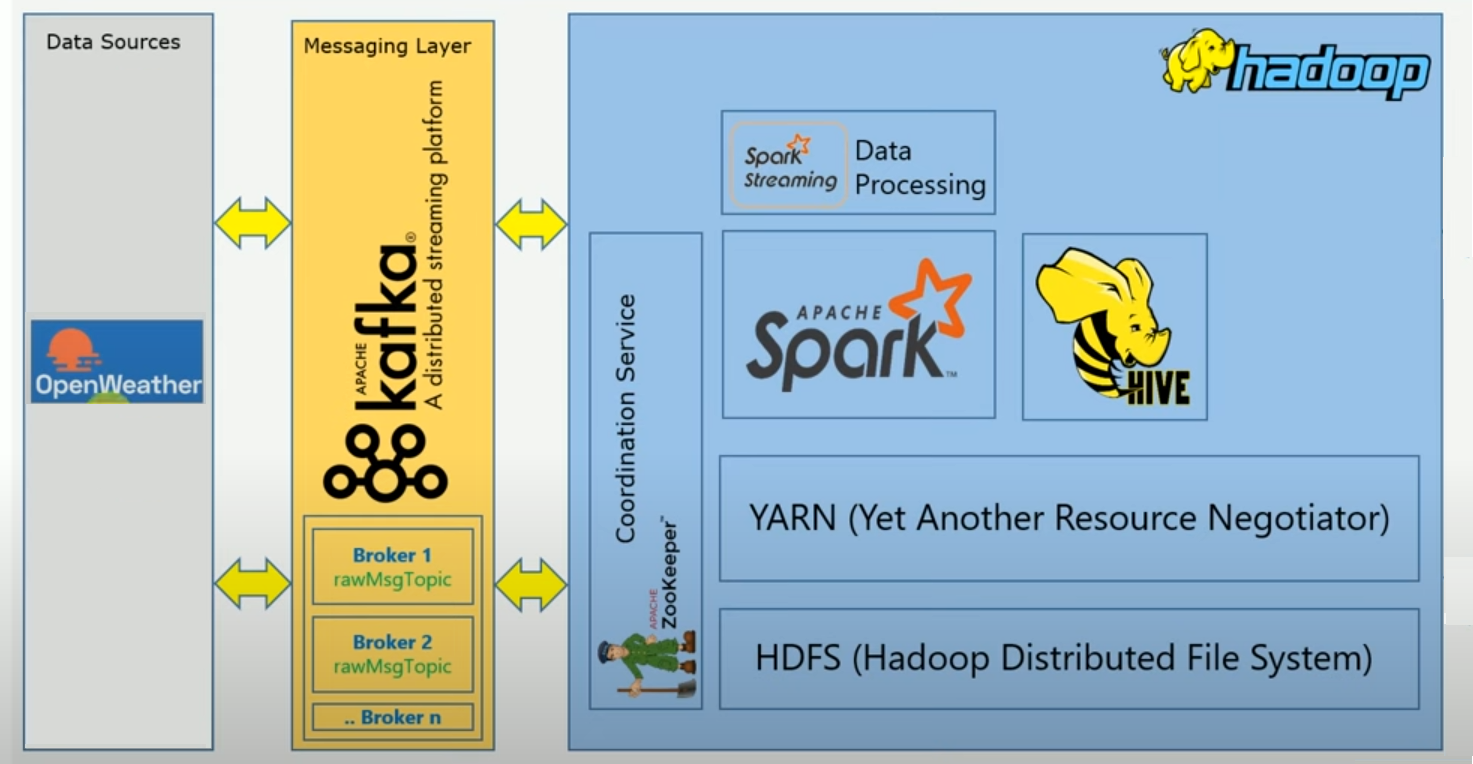 Data Sources
OpenWeather
Messaging Layer
APACHE
kafka®
A distributed streaming platform
Broker 1
rawMsgTopic
Broker 2
rawMsgTopic
.. Broker n
hadoop
Spark
Streaming
Data
Processing
Coordination Service
APACHE
ZooKeeper™
APACHE
Spark™
HIVE
YARN (Yet Another Resource Negotiator)
HDFS (Hadoop Distributed File System)